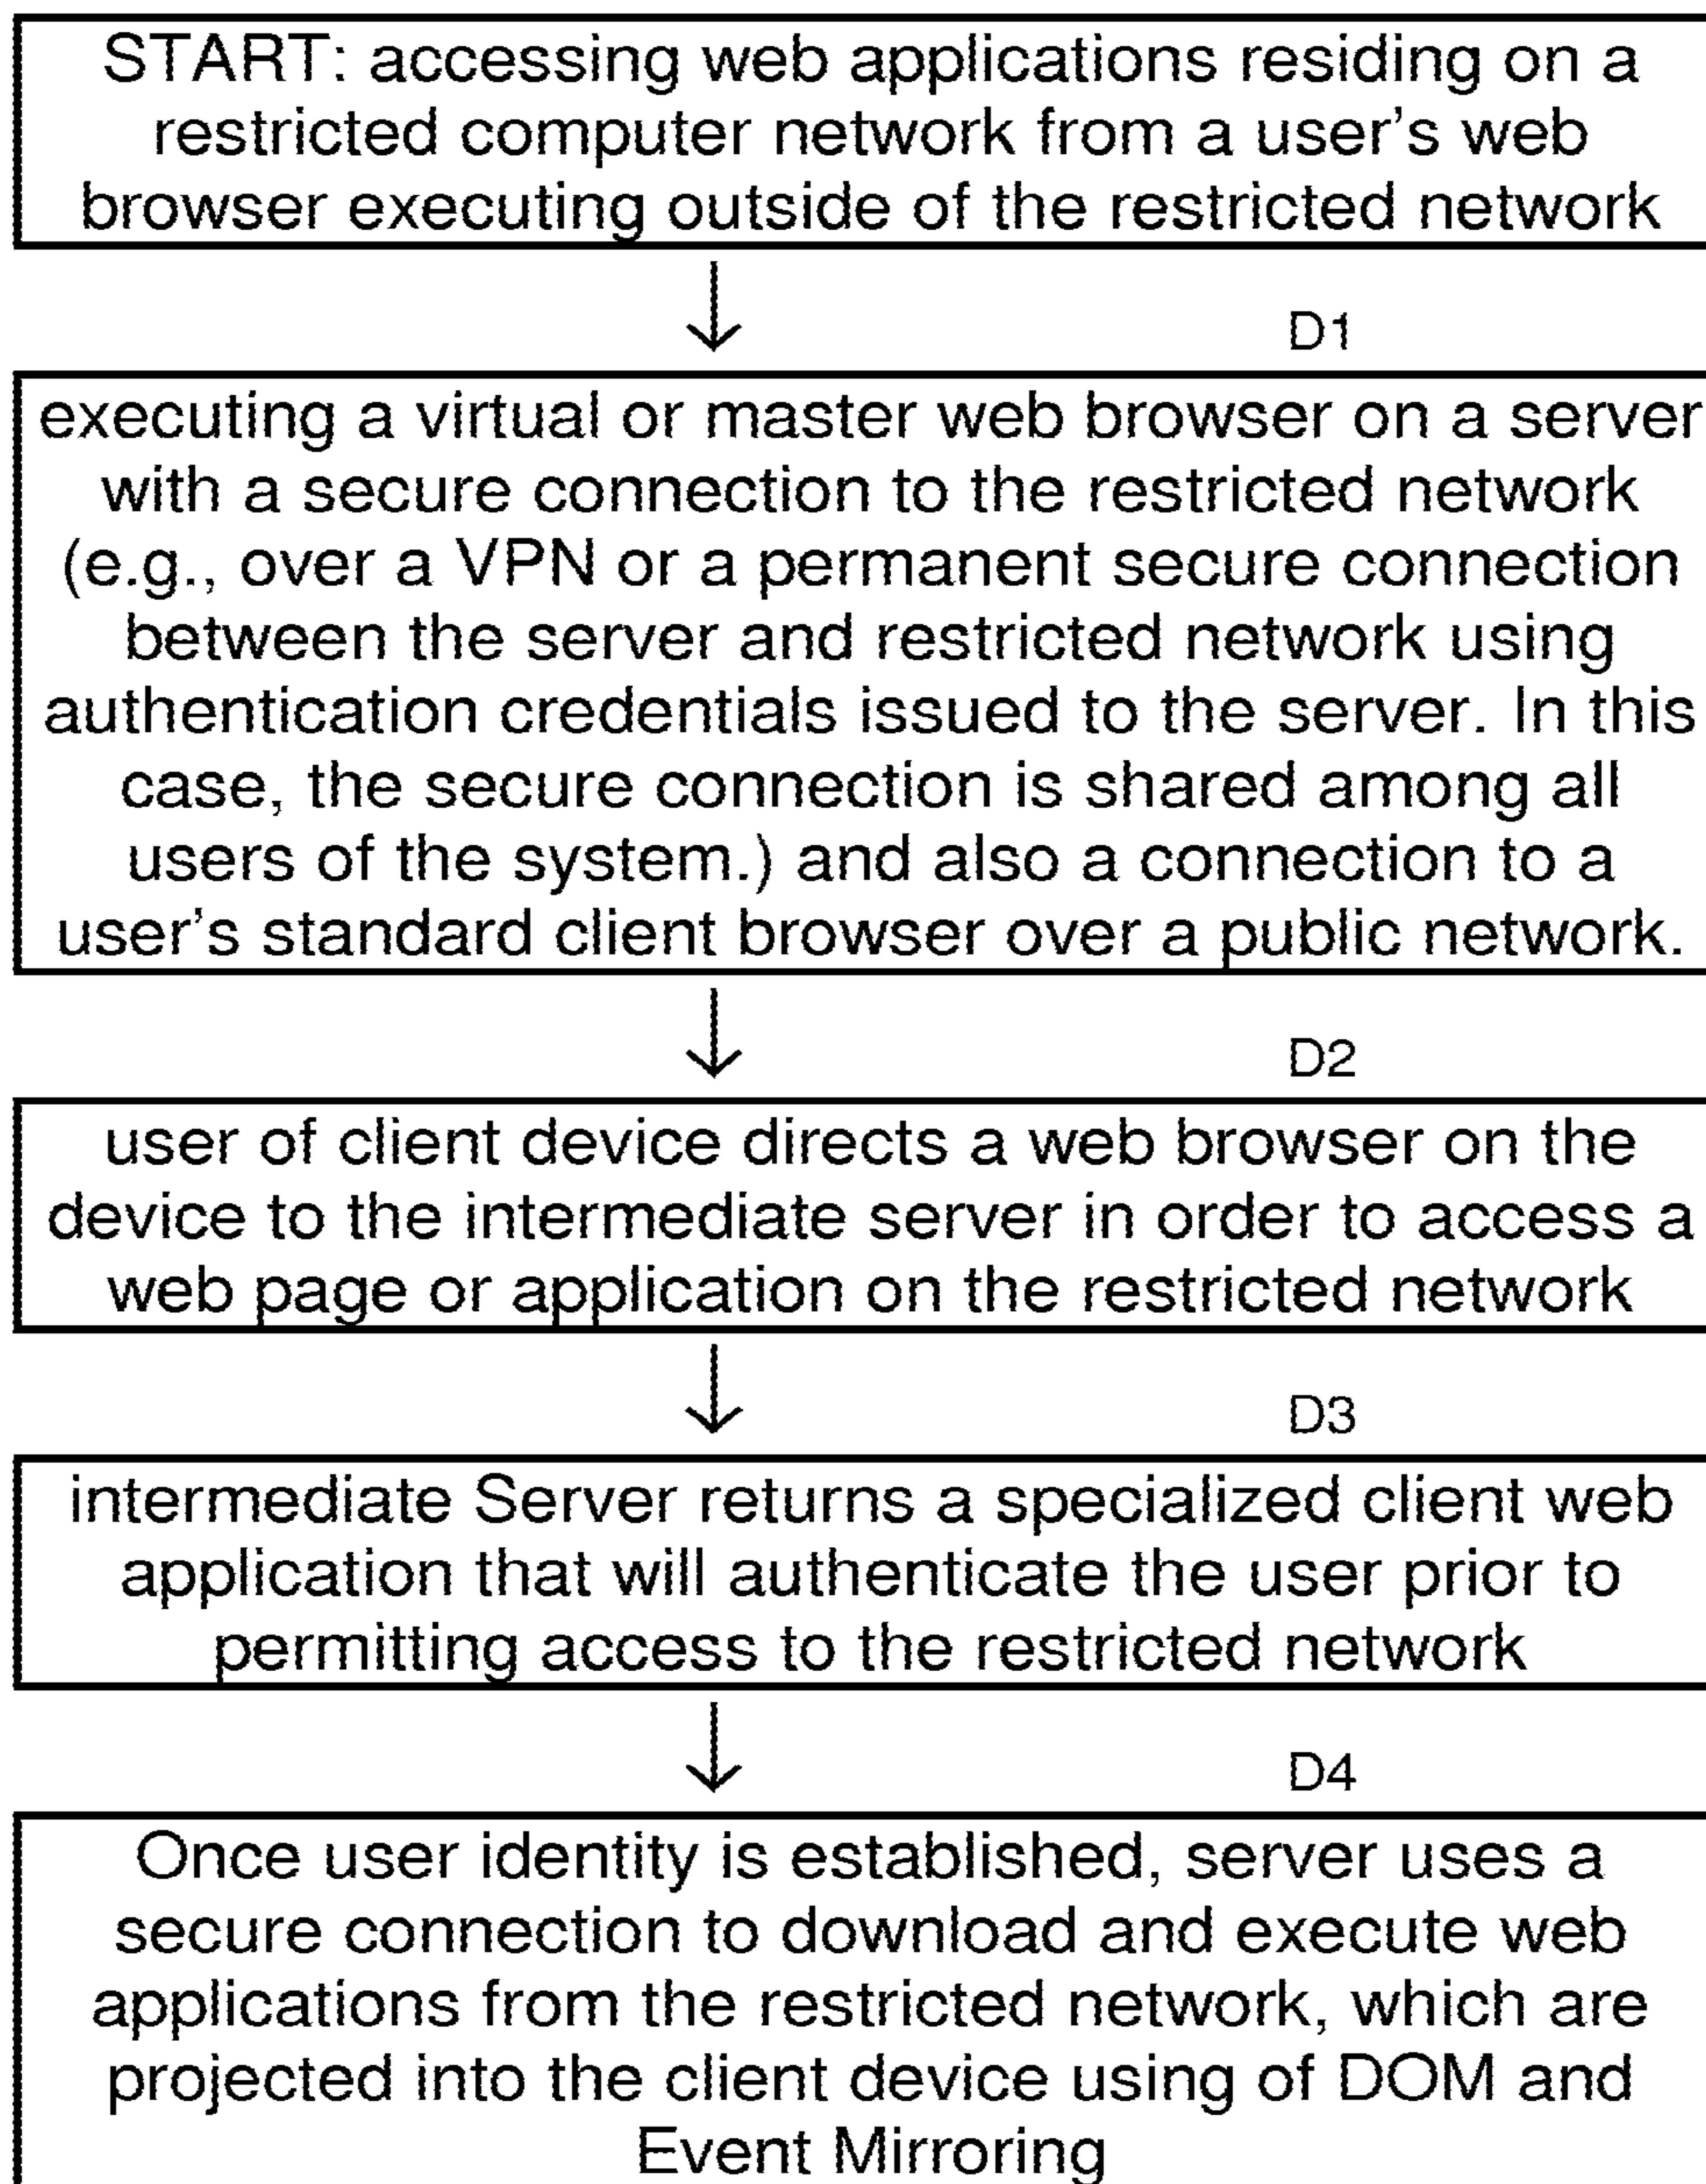 START: accessing web applications residing on a
restricted computer network from a user's web
browser executing outside of the restricted network
D1
executing a virtual or master web browser on a server
with a secure connection to the restricted network
(e.g., over a VPN or a permanent secure connection
between the server and restricted network using
authentication credentials issued to the server. In this
case, the secure connection is shared among all
users of the system.) and also a connection to a
user's standard client browser over a public network.
D2
user of client device directs a web browser on the
device to the intermediate server in order to access a
web page or application on the restricted network
D3
intermediate Server returns a specialized client web
application that will authenticate the user prior to
permitting access to the restricted network
D4
Once user identity is established, server uses a
secure connection to download and execute web
applications from the restricted network, which are
projected into the client device using of DOM and
Event Mirroring